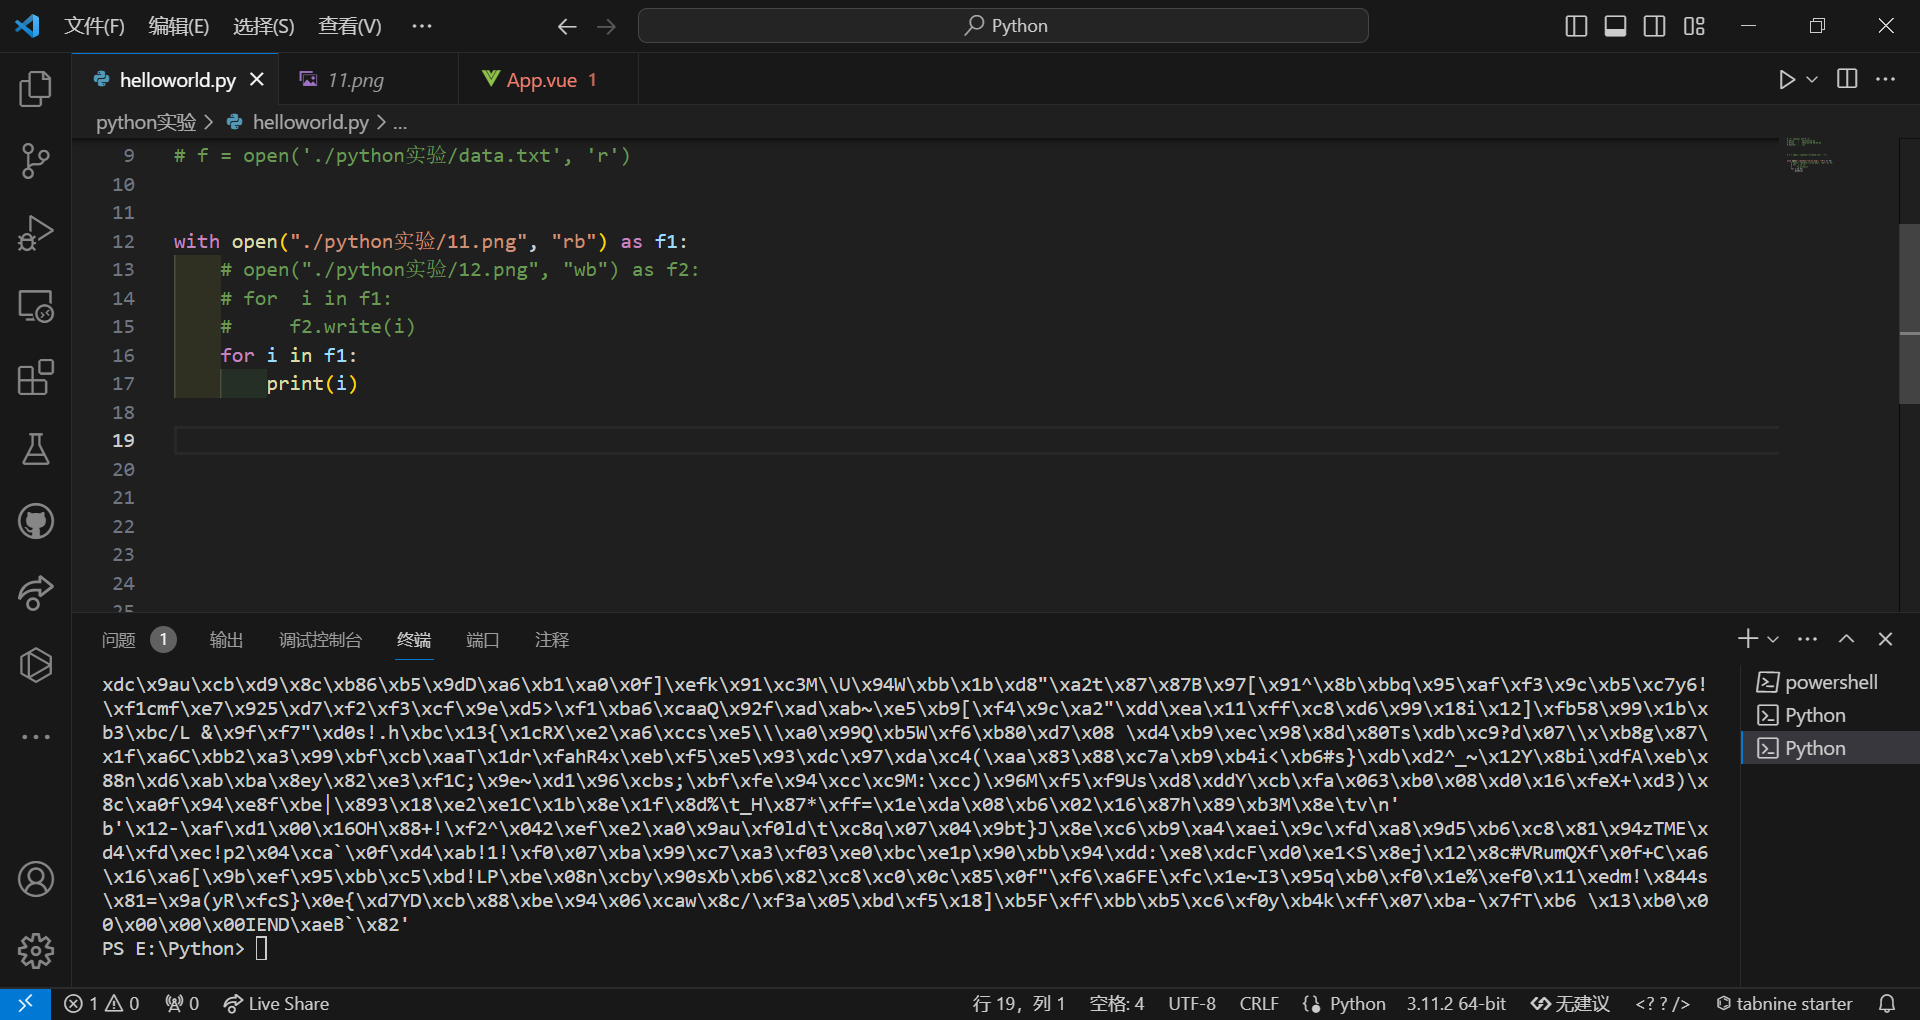 文件(F) 编辑(E) 选择(S) 查看(V) ··· Python
helloworld.py 11.png App.vue 1
python实验 > helloworld.py > ...
9 # f = open('./python实验/data.txt', 'r')
10
11
12 with open("./python实验/11.png", "rb") as f1:
13 # open("./python实验/12.png", "wb") as f2:
14 # for  i in f1:
15 #     f2.write(i)
16 for i in f1:
17 print(i)
18
19
20
21
22
23
24
25
问题 1 输出 调试控制台 终端 端口 注释
xdc\x9au\xcb\xd9\x8c\xb86\xb5\x9dD\xa6\xb1\xa0\x0f]\xefk\x91\xc3M\\U\x94W\xbb\x1b\xd8"\xa2t\x87\x87B\x97[\x91^\x8b\xbbq\x95\xaf\xf3\x9c\xb5\xc7y6!
\xf1cmf\xe7\x925\xd7\xf2\xf3\xcf\x9e\xd5>\xf1\xba6\xcaaQ\x92f\xad\xab~\xe5\xb9[\xf4\x9c\xa2"\xdd\xea\x11\xff\xc8\xd6\x99\x18i\x12]\xfb58\x99\x1b\x
b3\xbc/L &\x9f\xf7"\xd0s!.h\xbc\x13{\x1cRX\xe2\xa6\xccs\xe5\\\xa0\x99Q\xb5W\xf6\xb80\xd7\x08 \xd4\xb9\xec\x98\x8d\x80Ts\xdb\xc9?d\x07\\x\xb8g\x87\
x1f\xa6C\xbb2\xa3\x99\xbf\xcb\xaaT\x1dr\xfahR4x\xeb\xf5\xe5\x93\xdc\x97\xda\xc4(\xaa\x83\x88\xc7a\xb9\xb4i<\xb6#s}\xdb\xd2^_~\x12Y\x8bi\xdfA\xeb\x
88n\xd6\xab\xba\x8ey\x82\xe3\xf1C;\x9e~\xd1\x96\xcbs;\xbf\xfe\x94\xcc\xc9M:\xcc)\x96M\xf5\xf9Us\xd8\xddY\xcb\xfa\x063\xb0\x08\xd0\x16\xfeX+\xd3)\x
8c\xa0f\x94\xe8f\xbe|\x893\x18\xe2\xe1C\x1b\x8e\x1f\x8d%\t_H\x87*\xff=\x1e\xda\x08\xb6\x02\x16\x87h\x89\xb3M\x8e\tv\n'
b'\x12-\xaf\xd1\x00\x16OH\x88+!\xf2^\x042\xef\xe2\xa0\x9au\xf0ld\t\xc8q\x07\x04\x9bt}J\x8e\xc6\xb9\xa4\xaei\x9c\xfd\xa8\x9d5\xb6\xc8\x81\x94zTME\x
d4\xfd\xec!p2\x04\xca`\x0f\xd4\xab!1!\xf0\x07\xba\x99\xc7\xa3\xf03\xe0\xbc\xe1p\x90\xbb\x94\xdd:\xe8\xdcF\xd0\xe1<S\x8ej\x12\x8c#VRumQXf\x0f+C\xa6
\x16\xa6[\x9b\xef\x95\xbb\xc5\xbd!LP\xbe\x08n\xcby\x90sXb\xb6\x82\xc8\xc0\x0c\x85\x0f"\xf6\xa6FE\xfc\x1e~I3\x95q\xb0\xf0\x1e%\xef0\x11\xedm!\x844s
\x81=\x9a(yR\xfcS}\x0e{\xd7YD\xcb\x88\xbe\x94\x06\xcaw\x8c/\xf3a\x05\xbd\xf5\x18]\xb5F\xff\xbb\xb5\xc6\xf0y\xb4k\xff\x07\xba-\x7fT\xb6 \x13\xb0\x0
0\x00\x00\x00IEND\xaeB`\x82'
PS E:\Python>
powershell
Python
Python
1 0 0 Live Share 行 19，列 1 空格: 4 UTF-8 CRLF Python 3.11.2 64-bit 无建议 <? ? /> tabnine starter